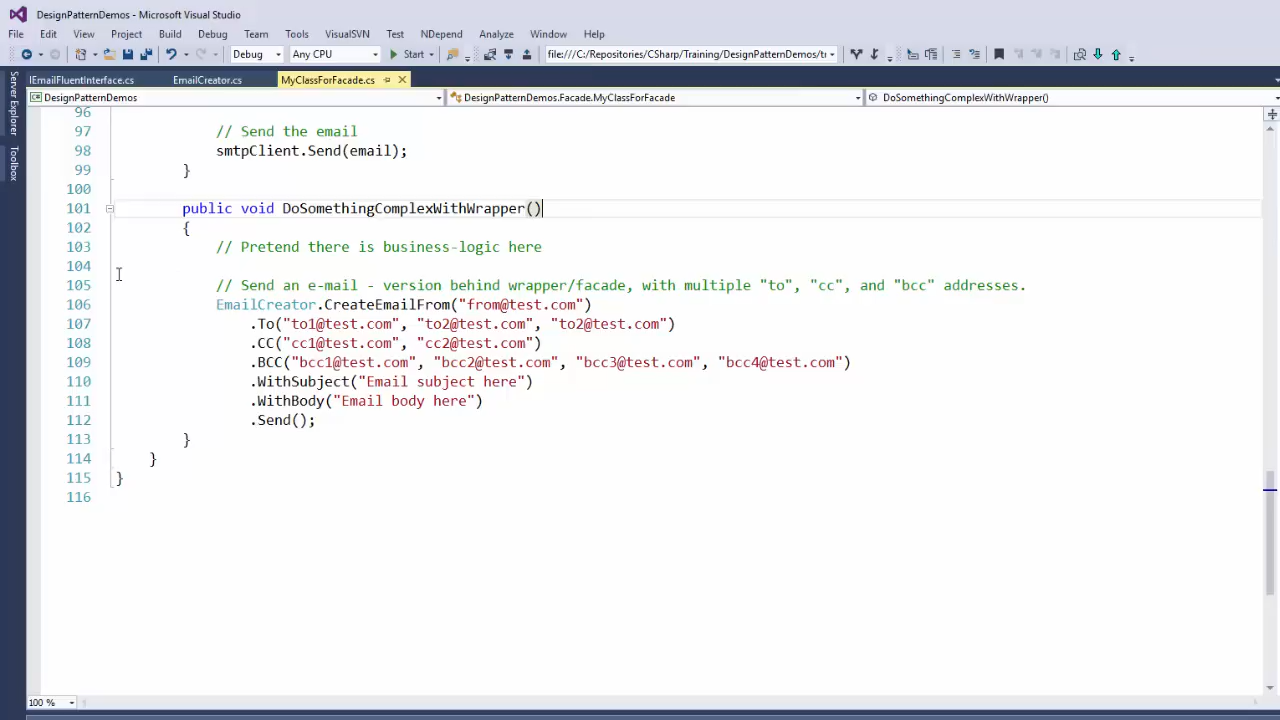 DesignPatternDemos - Microsoft Visual Studio
File Edit View Project Build Debug Team Tools VisualSVN Test NDepend Analyze Window Help
Debug Any CPU Start file:///C:/Repositories/CSharp/Training/DesignPatternDemos/tr
IEmailFluentInterface.cs EmailCreator.cs MyClassForFacade.cs
DesignPatternDemos DesignPatternDemos.Facade.MyClassForFacade DoSomethingComplexWithWrapper()
Server Explorer
Toolbox
96
97 // Send the email
98 smtpClient.Send(email);
99 }
100
101 public void DoSomethingComplexWithWrapper()
102 {
103 // Pretend there is business-logic here
104
105 // Send an e-mail - version behind wrapper/facade, with multiple "to", "cc", and "bcc" addresses.
106 EmailCreator.CreateEmailFrom("from@test.com")
107 .To("to1@test.com", "to2@test.com", "to2@test.com")
108 .CC("cc1@test.com", "cc2@test.com")
109 .BCC("bcc1@test.com", "bcc2@test.com", "bcc3@test.com", "bcc4@test.com")
110 .WithSubject("Email subject here")
111 .WithBody("Email body here")
112 .Send();
113 }
114 }
115 }
116
100 %